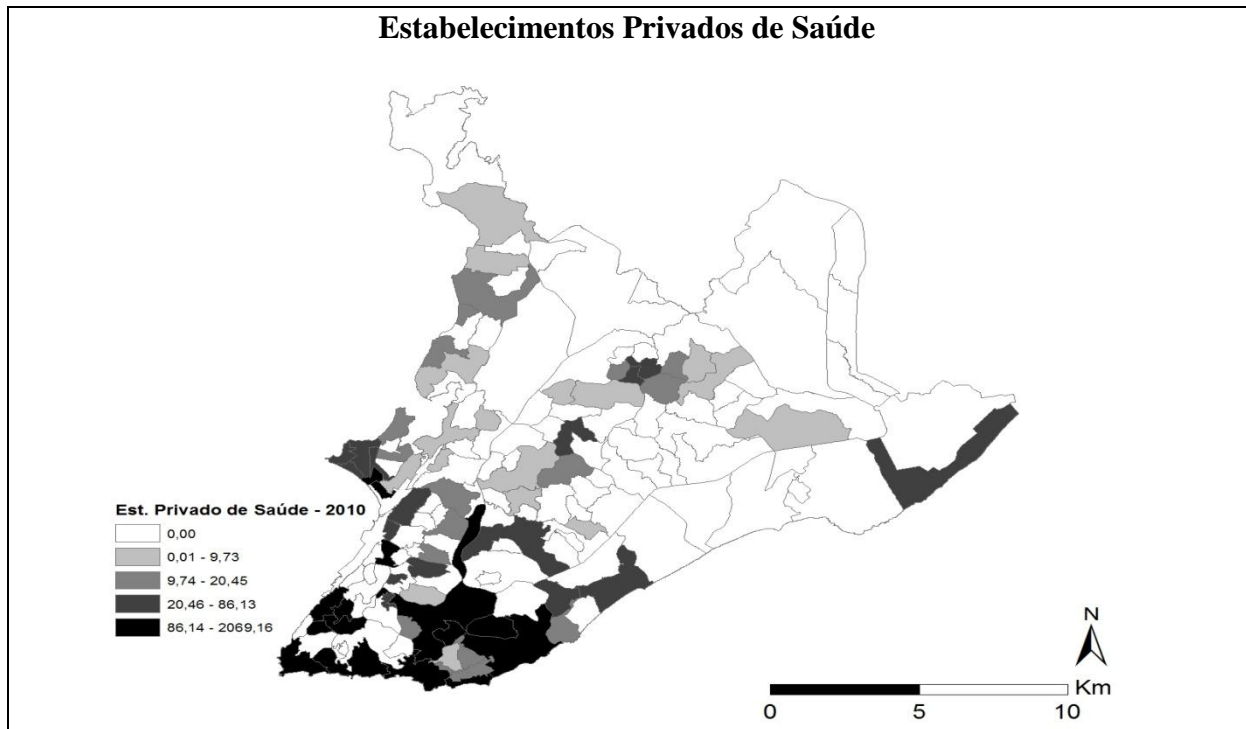 Estabelecimentos Privados de Saúde
Est. Privado de Saúde - 2010
0,00
0,01 - 9,73
9,74 - 20,45
20,46 - 86,13
86,14 - 2069,16
N
Km
0 5 10